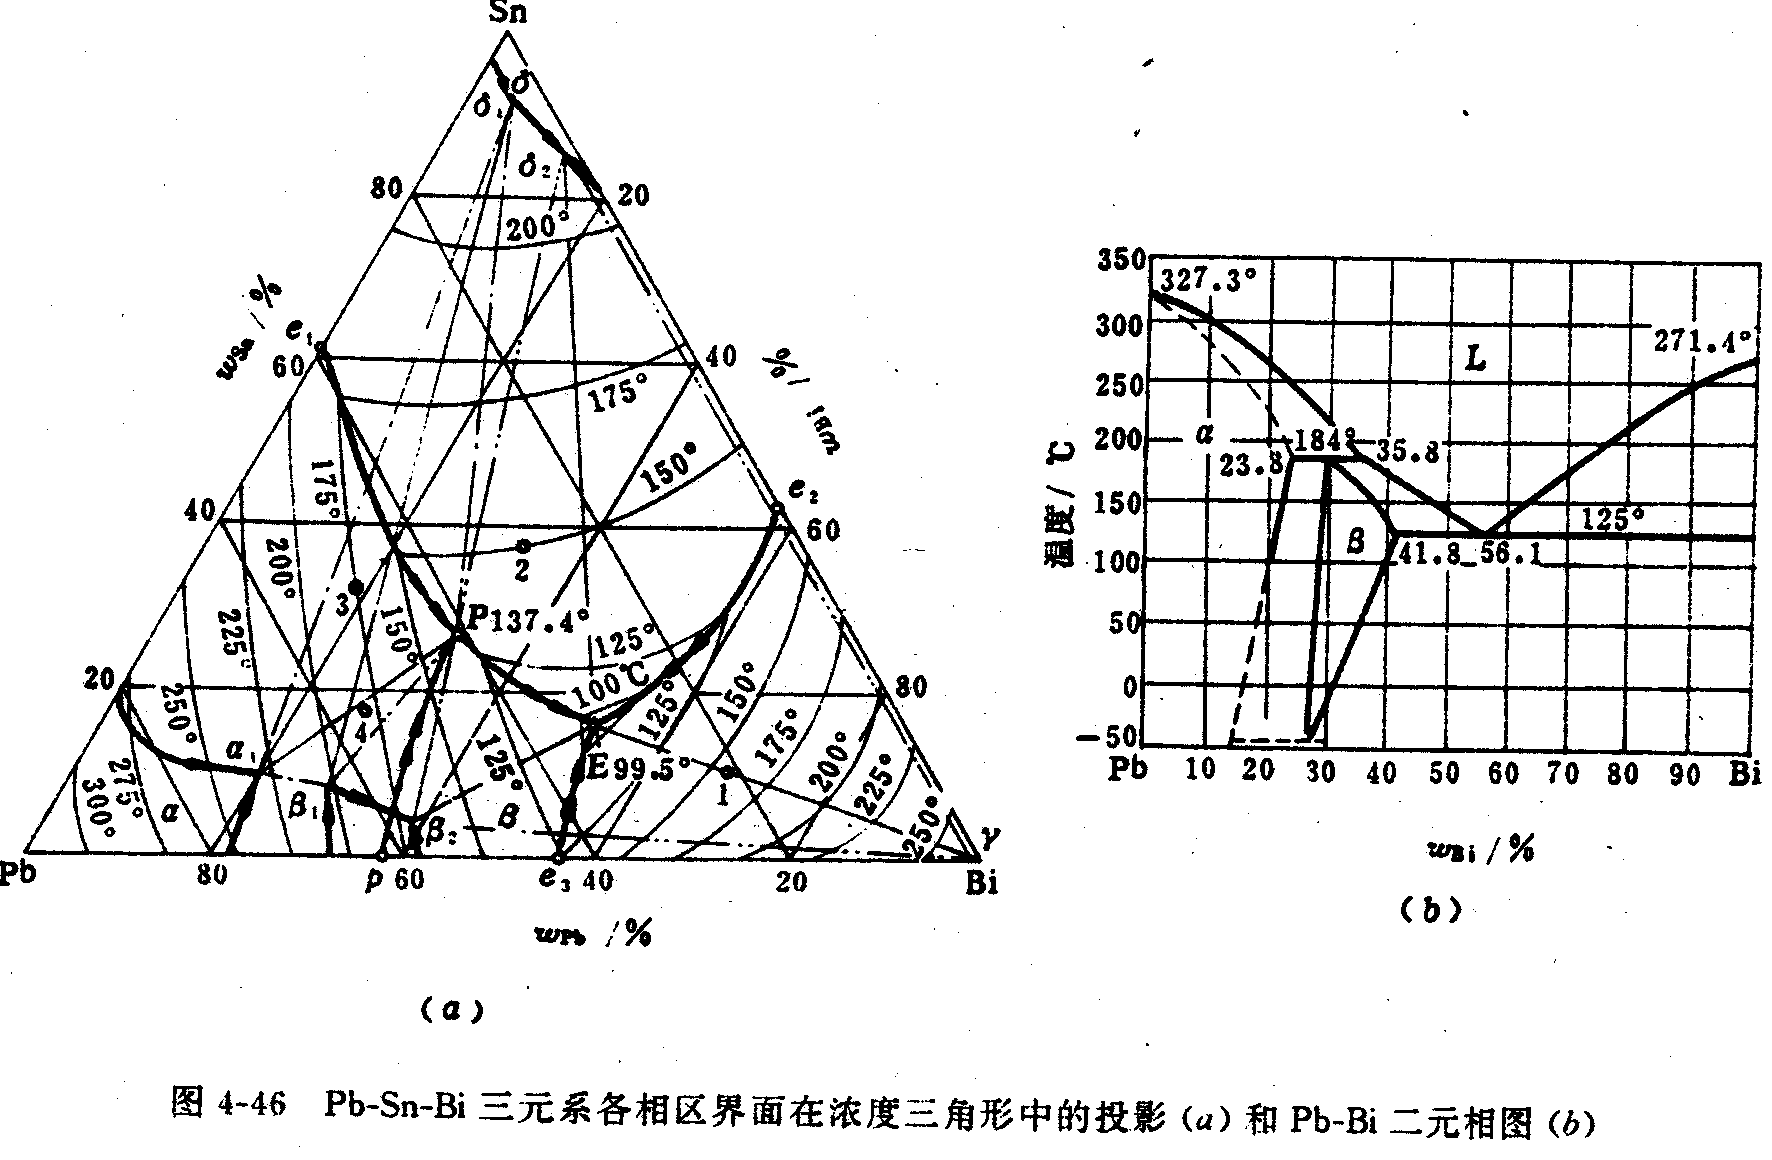 Sn
δ
δ₁
δ₂
80
20
200°
wSn / %
e₁
60
40
% / wBi
175°
150°
e₂
40
60
175°
200°
225°
250°
275°
300°
2
3
150°
P137.4°
125°
100℃
125°
150°
175°
200°
225°
250°
20
80
4
α₁
α
β₁
β₂
β
125°
E99.5°
1
γ
Pb
80
p
60
e₃
40
20
Bi
wPb / %
(a)
350
300
250
200
150
100
50
0
-50
温度/℃
327.3°
271.4°
L
α
184°
23.8
35.8
β
125°
41.8
56.1
Pb
10
20
30
40
50
60
70
80
90
Bi
wBi / %
(b)
图 4-46 Pb-Sn-Bi 三元系各相区界面在浓度三角形中的投影 (a) 和 Pb-Bi 二元相图 (b)